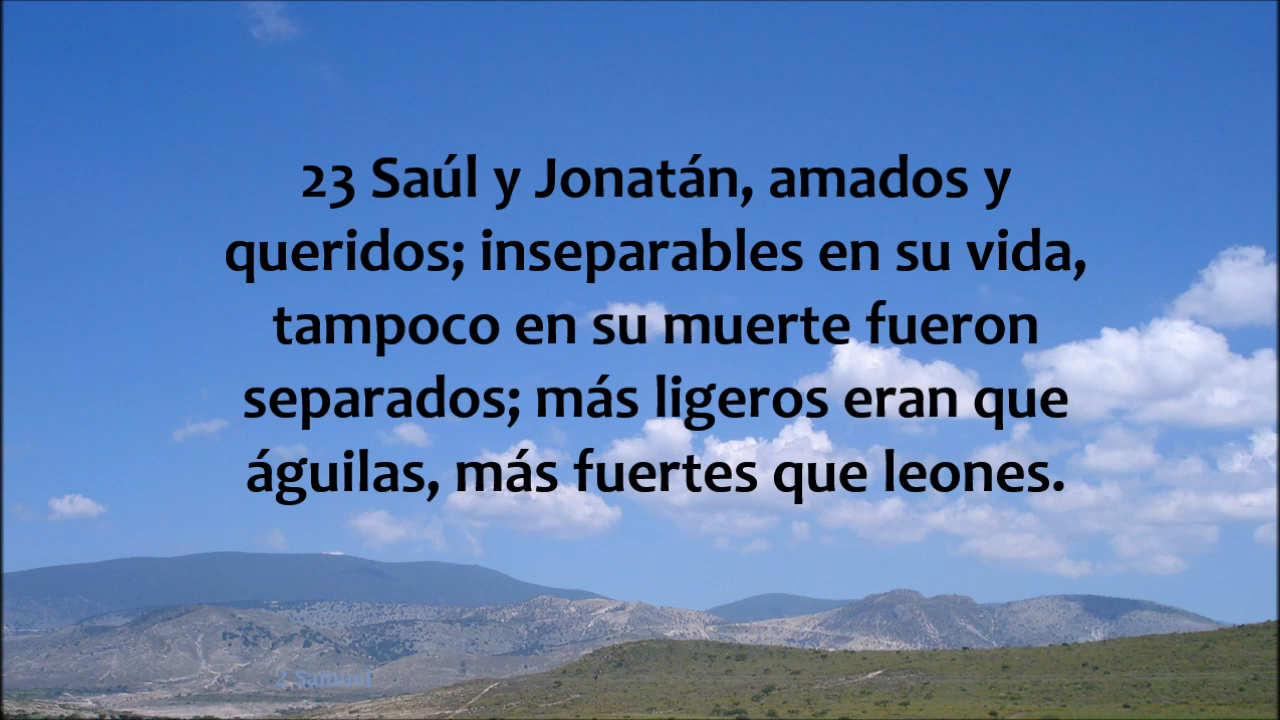 23 Saúl y Jonatán, amados y
queridos; inseparables en su vida,
tampoco en su muerte fueron
separados; más ligeros eran que
águilas, más fuertes que leones.
2 Samuel